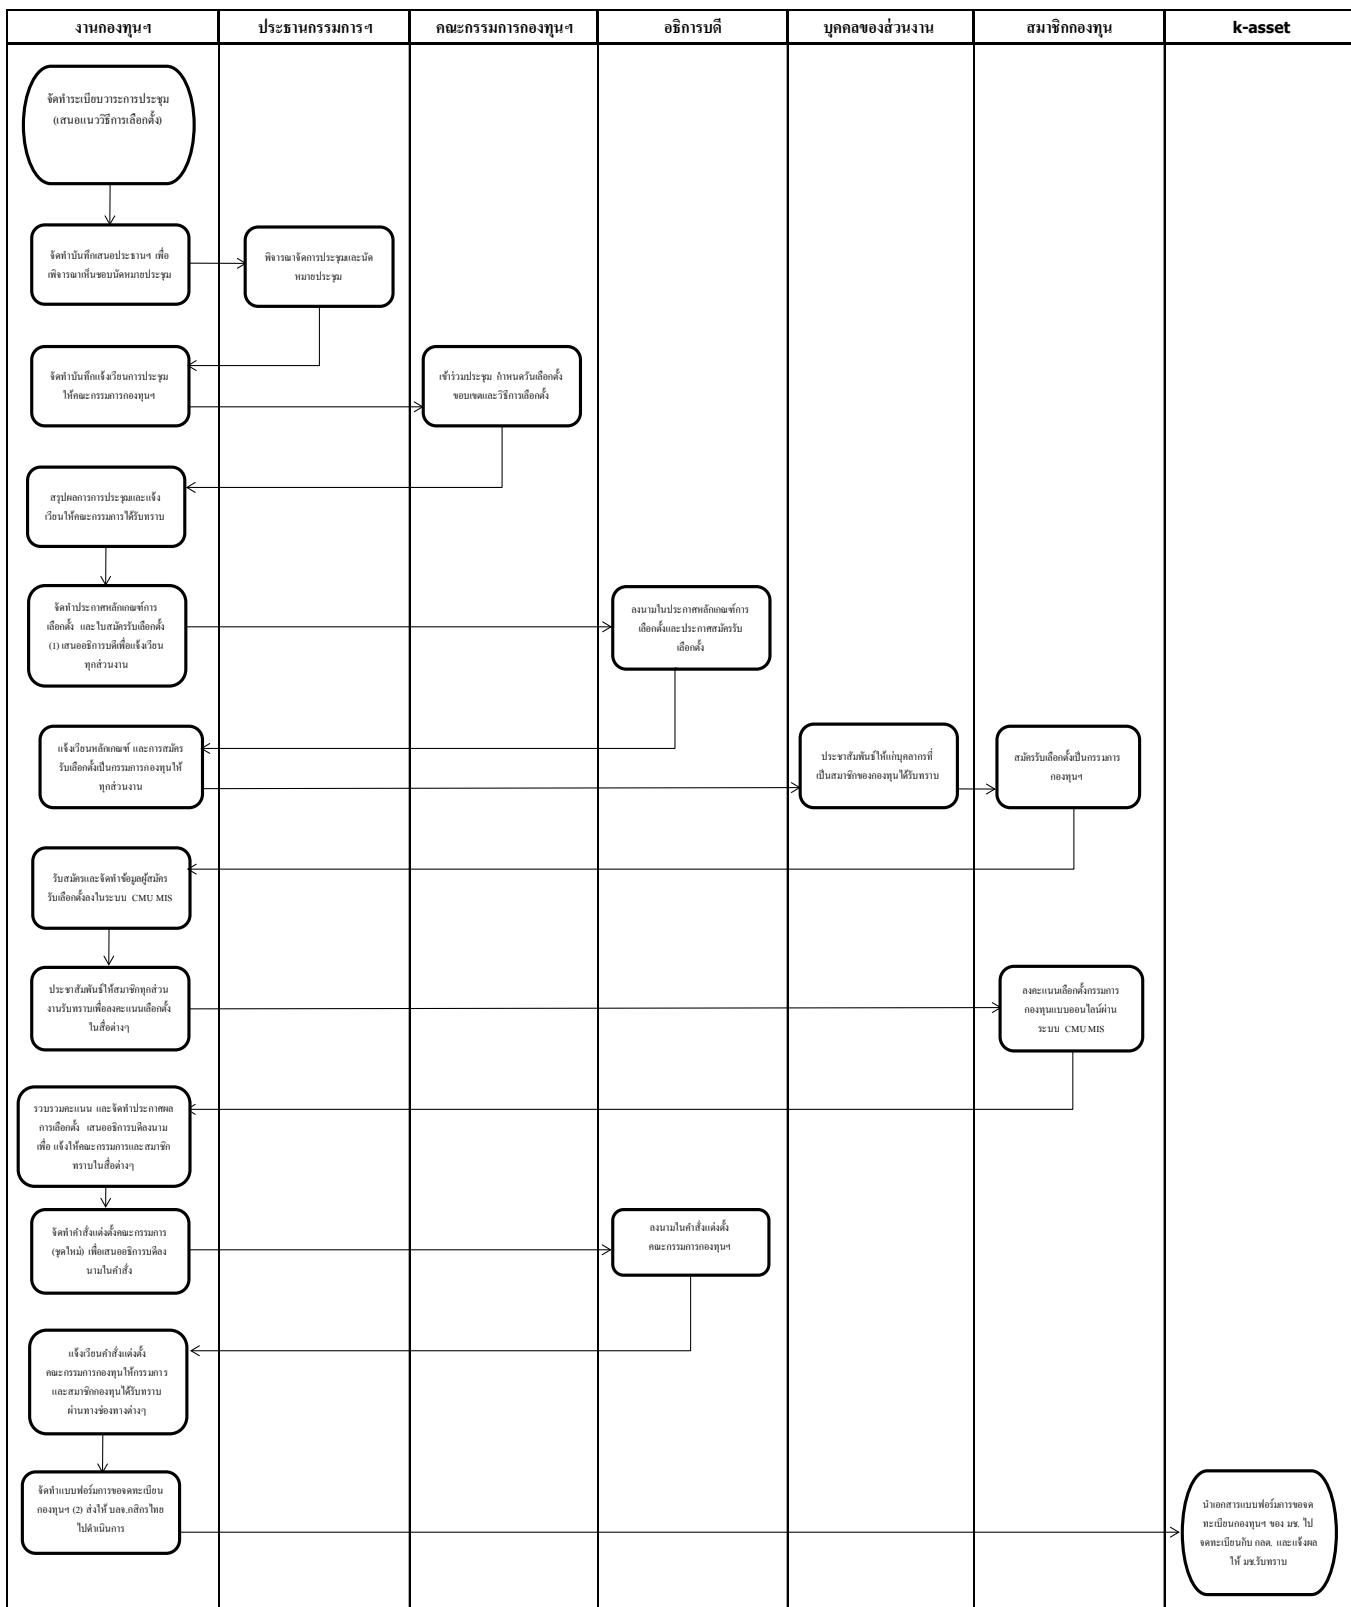 งานกองทุนฯ
ประธานกรรมการฯ
คณะกรรมการกองทุนฯ
อธิการบดี
บุคคลของส่วนงาน
สมาชิกกองทุน
k-asset
จัดทำระเบียบวาระการประชุม
(เสนอแนววิธีการเลือกตั้ง)
จัดทำบันทึกเสนอประธานฯ เพื่อ
เพิจารณาเห็นชอบนัดหมายประชุม
พิจารณาจัดการประชุมและนัด
หมายประชุม
จัดทำบันทึกแจ้งเวียนการประชุม
ให้คณะกรรมการกองทุนฯ
เข้าร่วมประชุม กำหนดวันเลือกตั้ง
ขอบเขตและวิธีการเลือกตั้ง
สรุปผลการการประชุมและแจ้ง
เวียนให้คณะกรรมการได้รับทราบ
จัดทำประกาศหลักเกณฑ์การ
เลือกตั้ง และใบสมัครรับเลือกตั้ง
(1) เสนออธิการบดีเพื่อแจ้งเวียน
ทุกส่วนงาน
ลงนามในประกาศหลักเกณฑ์การ
เลือกตั้งและประกาศสมัครรับ
เลือกตั้ง
แจ้งเวียนหลักเกณฑ์ และการสมัคร
รับเลือกตั้งเป็นกรรมการกองทุนให้
ทุกส่วนงาน
ประชาสัมพันธ์ให้แก่บุคลากรที่
เป็นสมาชิกของกองทุนได้รับทราบ
สมัครรับเลือกตั้งเป็นกรรมการ
กองทุนฯ
รับสมัครและจัดทำข้อมูลผู้สมัคร
รับเลือกตั้งลงในระบบ CMU MIS
ประชาสัมพันธ์ให้สมาชิกทุกส่วน
งานรับทราบเพื่อลงคะแนนเลือกตั้ง
ในสื่อต่างๆ
ลงคะแนนเลือกตั้งกรรมการ
กองทุนแบบออนไลน์ผ่าน
ระบบ CMU MIS
รวบรวมคะแนน และจัดทำประกาศผล
การเลือกตั้ง เสนออธิการบดีลงนาม
เพื่อ แจ้งให้คณะกรรมการและสมาชิก
ทราบในสื่อต่างๆ
จัดทำคำสั่งแต่งตั้งคณะกรรมการ
(ชุดใหม่) เพื่อเสนออธิการบดีลง
นามในคำสั่ง
ลงนามในคำสั่งแต่งตั้ง
คณะกรรมการกองทุนฯ
แจ้งเวียนคำสั่งแต่งตั้ง
คณะกรรมการกองทุนให้กรรมการ
และสมาชิกกองทุนได้รับทราบ
ผ่านทางช่องทางต่างๆ
จัดทำแบบฟอร์มการขอจดทะเบียน
กองทุนฯ (2) ส่งให้ บลจ.กสิกรไทย
ไปดำเนินการ
นำเอกสารแบบฟอร์มการขอจด
ทะเบียนกองทุนฯ ของ มช. ไป
จดทะเบียนกับ กลต. และแจ้งผล
ให้ มช.รับทราบ